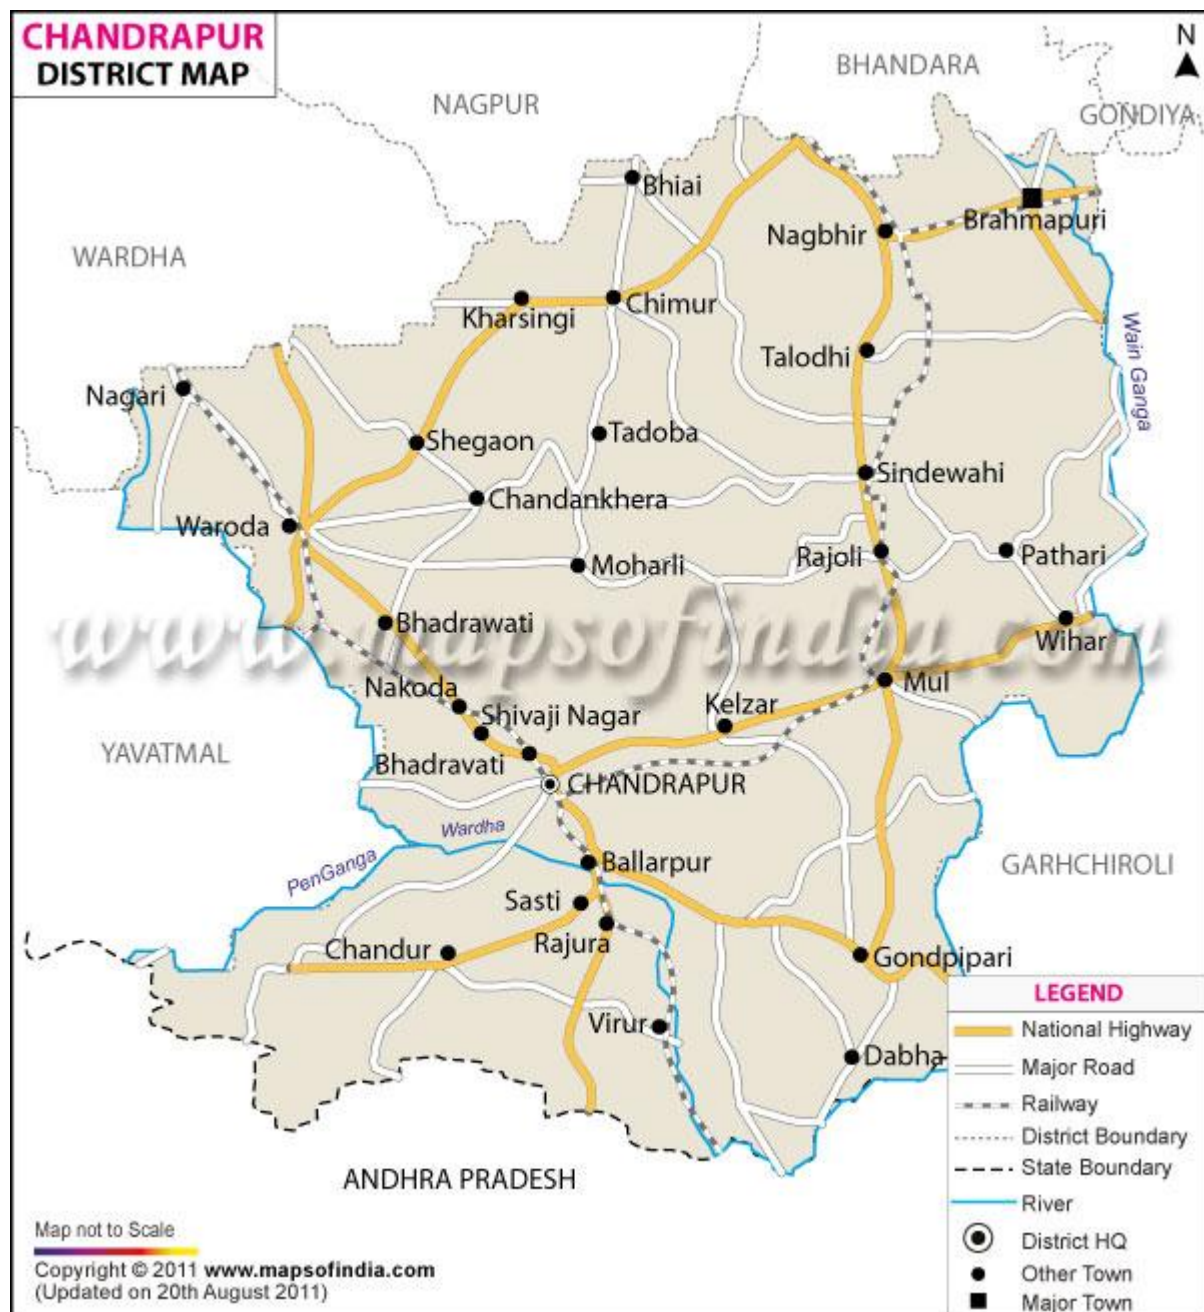 CHANDRAPUR
DISTRICT MAP
N
BHANDARA
NAGPUR
GONDIYA
Bhiai
Brahmapuri
Nagbhir
WARDHA
Kharsingi
Chimur
Wain Ganga
Talodhi
Nagari
Shegaon
Tadoba
Sindewahi
Chandankhera
Waroda
Moharli
Rajoli
Pathari
www.mapsofindia.com
Bhadrawati
Wihar
Nakoda
Mul
Kelzar
Shivaji Nagar
YAVATMAL
Bhadravati
CHANDRAPUR
Wardha
PenGanga
Ballarpur
GARHCHIROLI
Sasti
Rajura
Chandur
Gondpipari
Virur
Dabha
ANDHRA PRADESH
LEGEND
National Highway
Major Road
Railway
District Boundary
State Boundary
River
District HQ
Other Town
Major Town
Map not to Scale
Copyright © 2011 www.mapsofindia.com
(Updated on 20th August 2011)